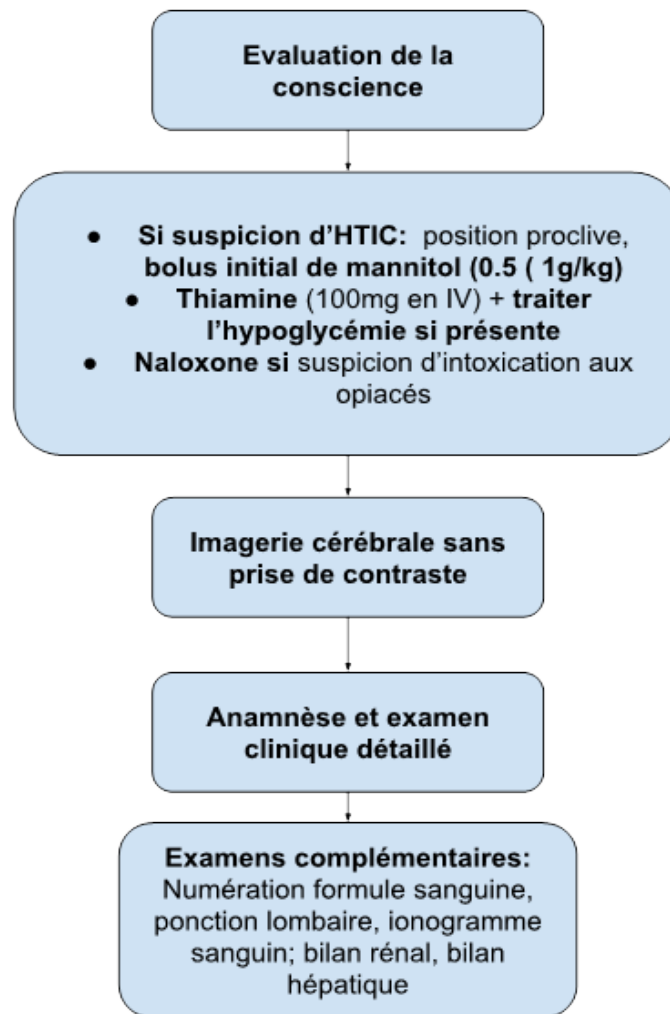 Evaluation de la
conscience
● Si suspicion d'HTIC: position proclive,
bolus initial de mannitol (0.5 ( 1g/kg)
● Thiamine (100mg en IV) + traiter
l'hypoglycémie si présente
● Naloxone si suspicion d'intoxication aux
opiacés
Imagerie cérébrale sans
prise de contraste
Anamnèse et examen
clinique détaillé
Examens complémentaires:
Numération formule sanguine,
ponction lombaire, ionogramme
sanguin; bilan rénal, bilan
hépatique